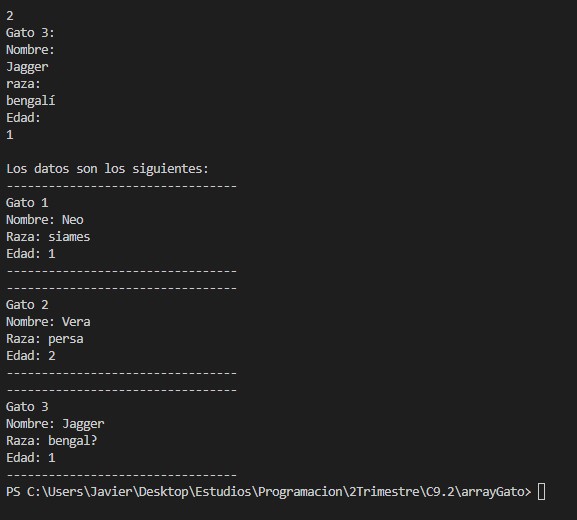 2
Gato 3:
Nombre:
Jagger
raza:
bengalí
Edad:
1
Los datos son los siguientes:
---------------------------------
Gato 1
Nombre: Neo
Raza: siames
Edad: 1
---------------------------------
---------------------------------
Gato 2
Nombre: Vera
Raza: persa
Edad: 2
---------------------------------
---------------------------------
Gato 3
Nombre: Jagger
Raza: bengal?
Edad: 1
---------------------------------
PS C:\Users\Javier\Desktop\Estudios\Programacion\2Trimestre\C9.2\arrayGato>